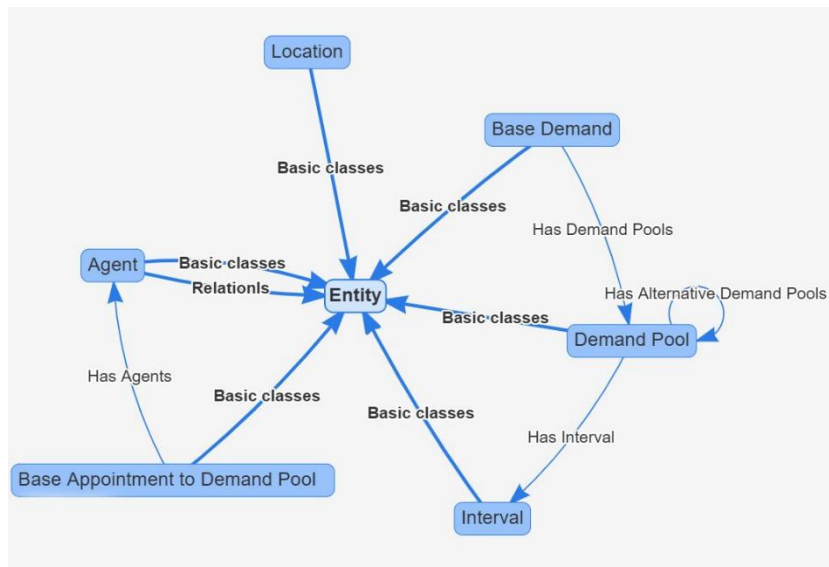 Location
Base Demand
Basic classes
Basic classes
Has Demand Pools
Agent
Basic classes
Relationls
Entity
Has Alternative Demand Pools
Basic classes
Demand Pool
Has Agents
Basic classes
Basic classes
Has Interval
Base Appointment to Demand Pool
Interval